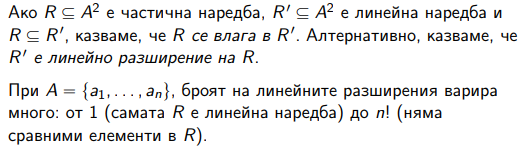 Ако R ⊆ A² е частична наредба, R′ ⊆ A² е линейна наредба и
R ⊆ R′, казваме, че R се влага в R′. Алтернативно, казваме, че
R′ е линейно разширение на R.
При A = {a₁, . . . , aₙ}, броят на линейните разширения варира
много: от 1 (самата R е линейна наредба) до n! (няма
сравними елементи в R).